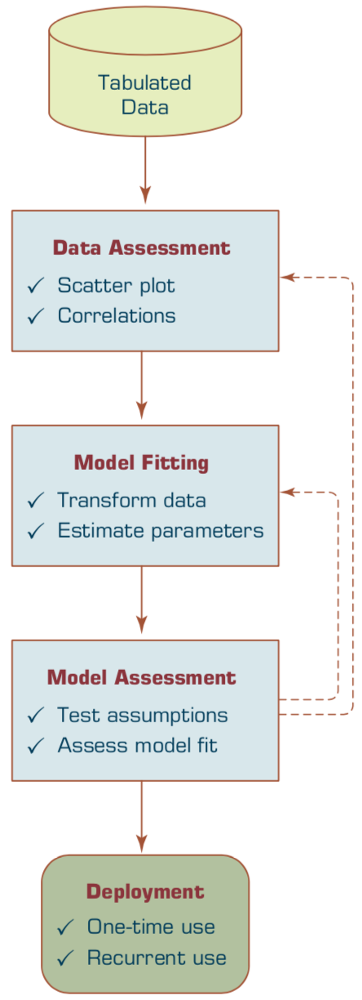 Tabulated
Data
Data Assessment
✓ Scatter plot
✓ Correlations
Model Fitting
✓ Transform data
✓ Estimate parameters
Model Assessment
✓ Test assumptions
✓ Assess model fit
Deployment
✓ One-time use
✓ Recurrent use